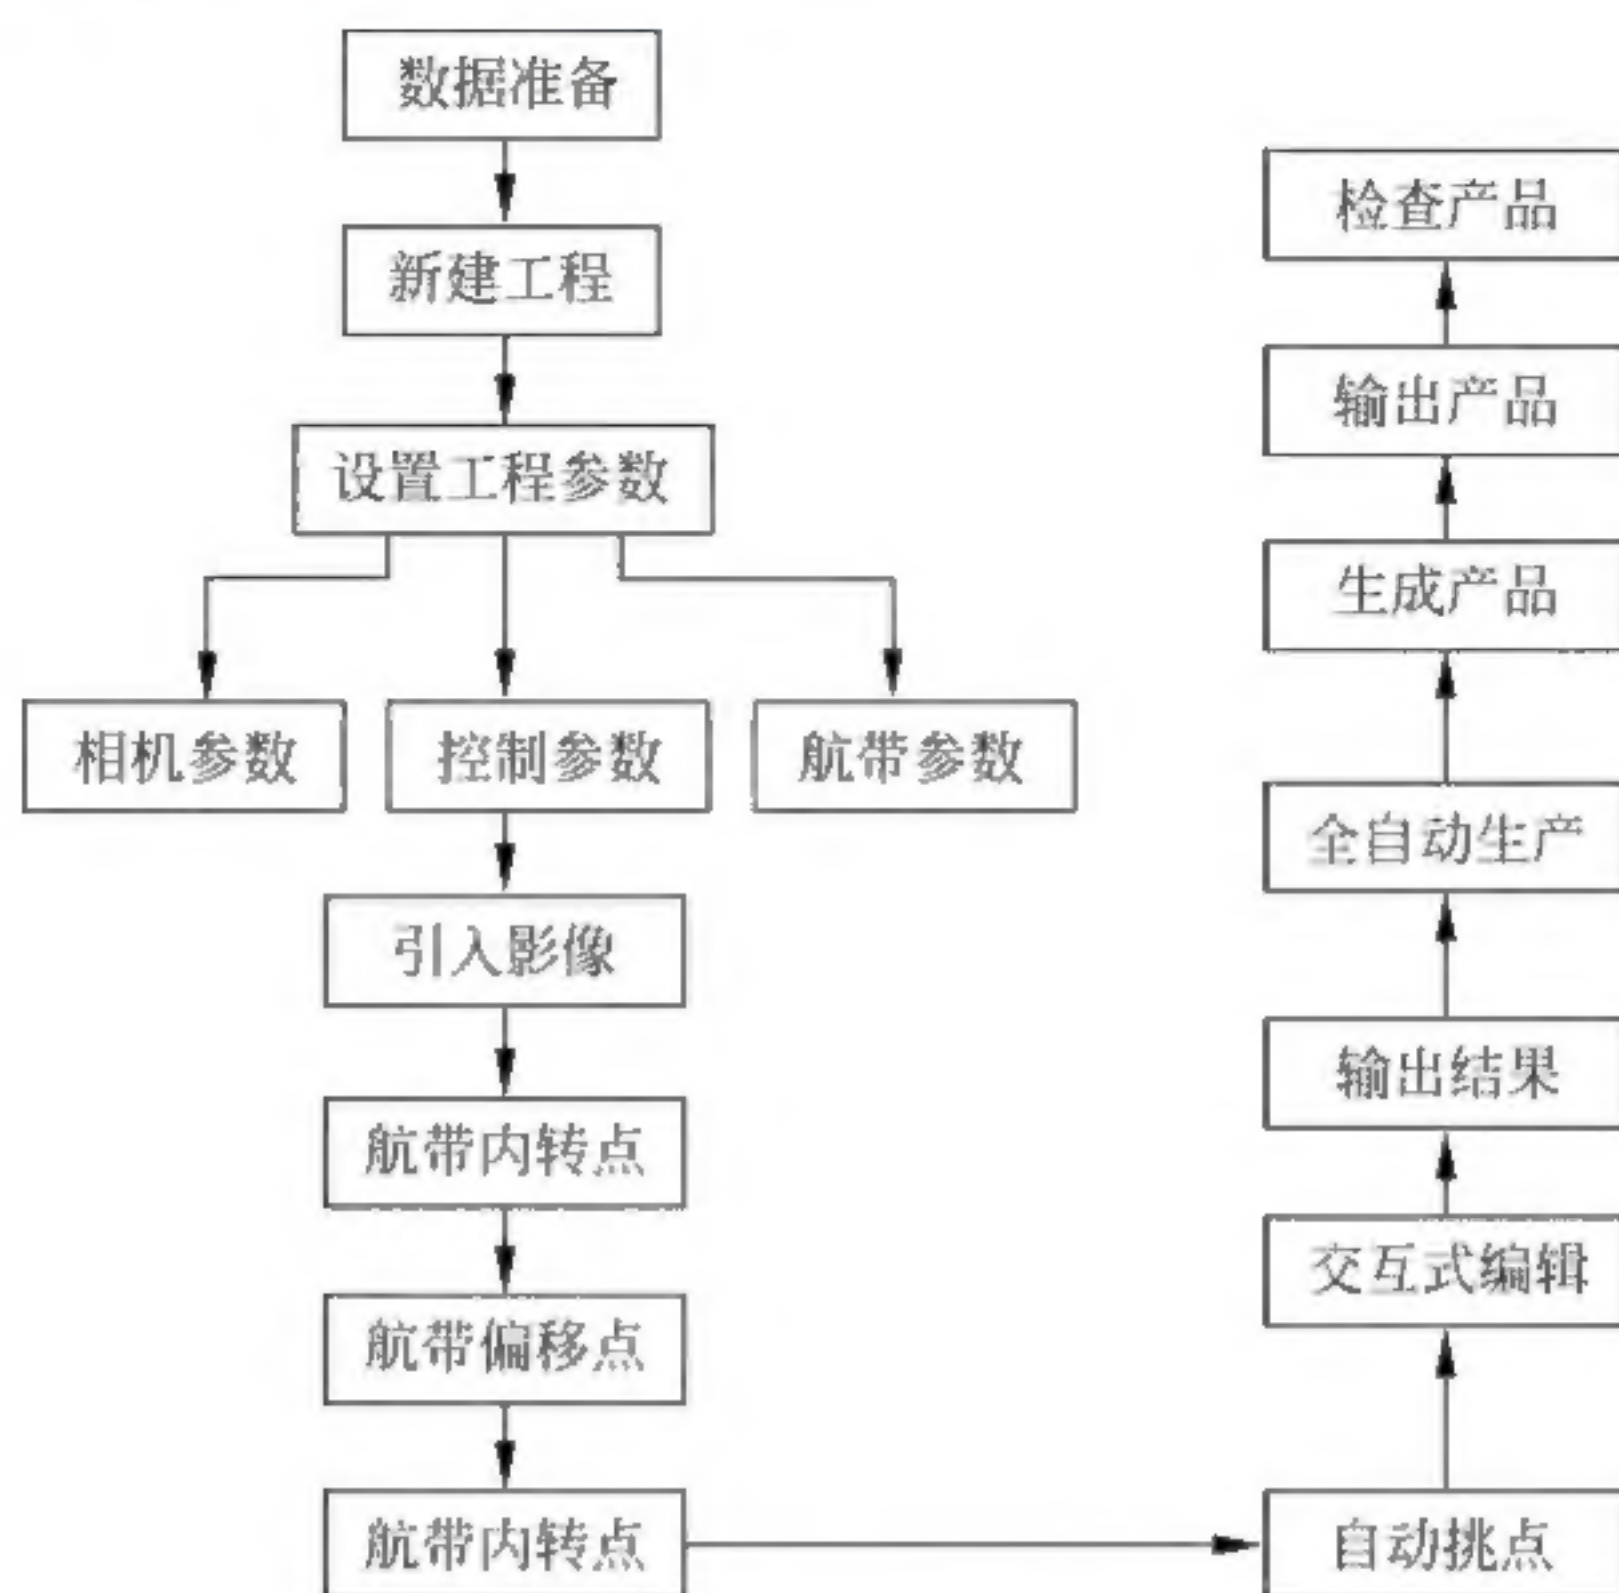 数据准备
新建工程
设置工程参数
相机参数
控制参数
航带参数
引入影像
航带内转点
航带偏移点
航带内转点
自动挑点
交互式编辑
输出结果
全自动生产
生成产品
输出产品
检查产品